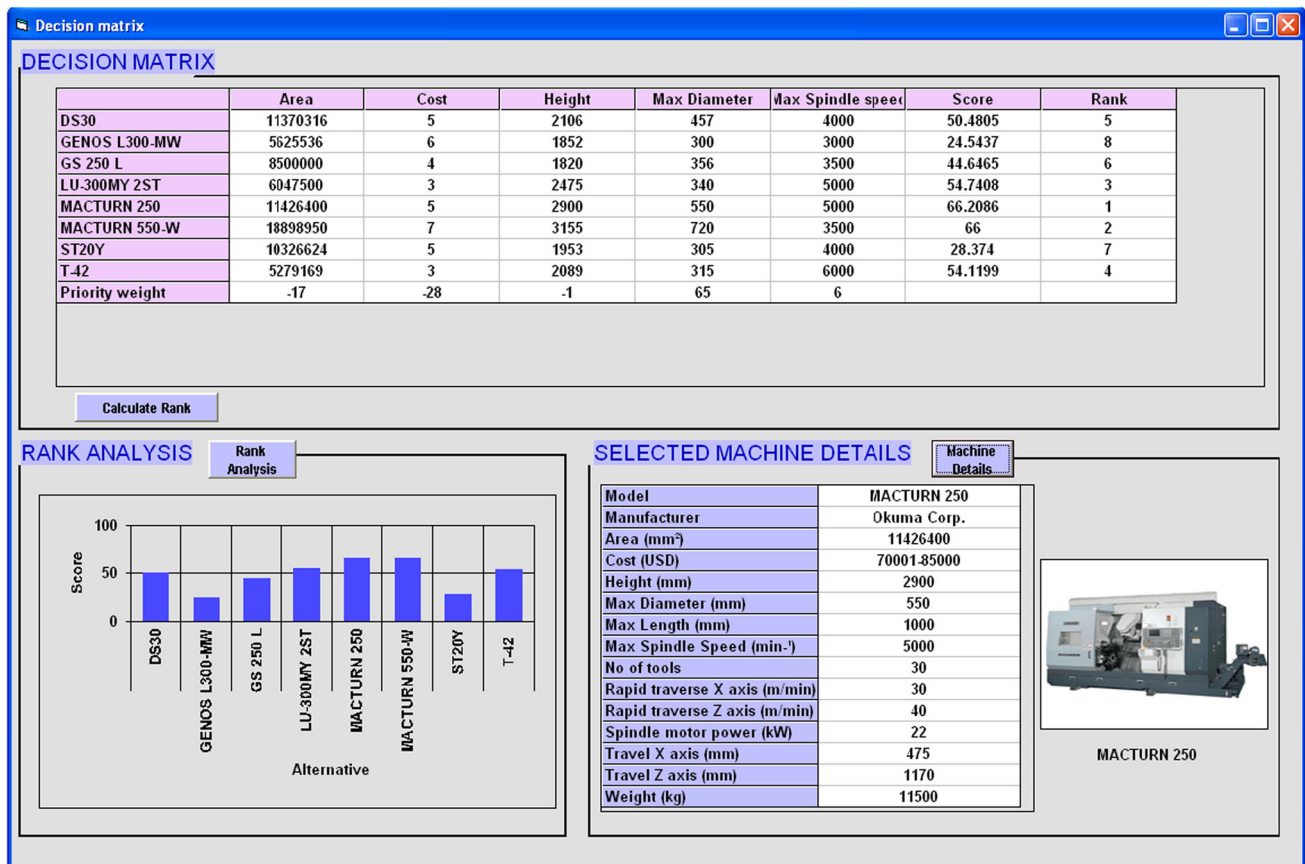 Decision matrix
DECISION MATRIX
Area Cost Height Max Diameter Max Spindle speed Score Rank
DS30 11370316 5 2106 457 4000 50.4805 5
GENOS L300-MW 5625536 6 1852 300 3000 24.5437 8
GS 250 L 8500000 4 1820 356 3500 44.6465 6
LU-300MY 2ST 6047500 3 2475 340 5000 54.7408 3
MACTURN 250 11426400 5 2900 550 5000 66.2086 1
MACTURN 550-W 18898950 7 3155 720 3500 66 2
ST20Y 10326624 5 1953 305 4000 28.374 7
T-42 5279169 3 2089 315 6000 54.1199 4
Priority weight -17 -28 -1 65 6
Calculate Rank
RANK ANALYSIS
Rank
Analysis
100
50
0
Score
DS30
GENOS L300-MW
GS 250 L
LU-300MY 2ST
MACTURN 250
MACTURN 550-W
ST20Y
T-42
Alternative
SELECTED MACHINE DETAILS
Machine
Details
Model MACTURN 250
Manufacturer Okuma Corp.
Area (mm²) 11426400
Cost (USD) 70001-85000
Height (mm) 2900
Max Diameter (mm) 550
Max Length (mm) 1000
Max Spindle Speed (min-¹) 5000
No of tools 30
Rapid traverse X axis (m/min) 30
Rapid traverse Z axis (m/min) 40
Spindle motor power (kW) 22
Travel X axis (mm) 475
Travel Z axis (mm) 1170
Weight (kg) 11500
MACTURN 250